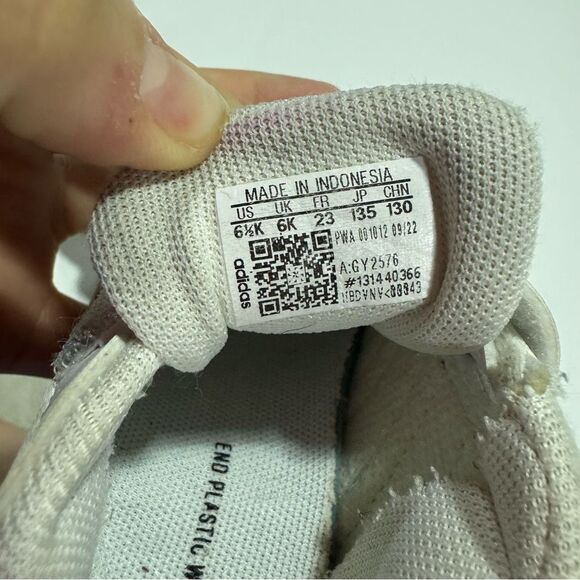 MADE IN INDONESIA
US UK FR JP CHN
6½K 6K 23 135 130
adidas
PWA 001012 09/22
A:GY2576
#131440366
END PLASTIC W